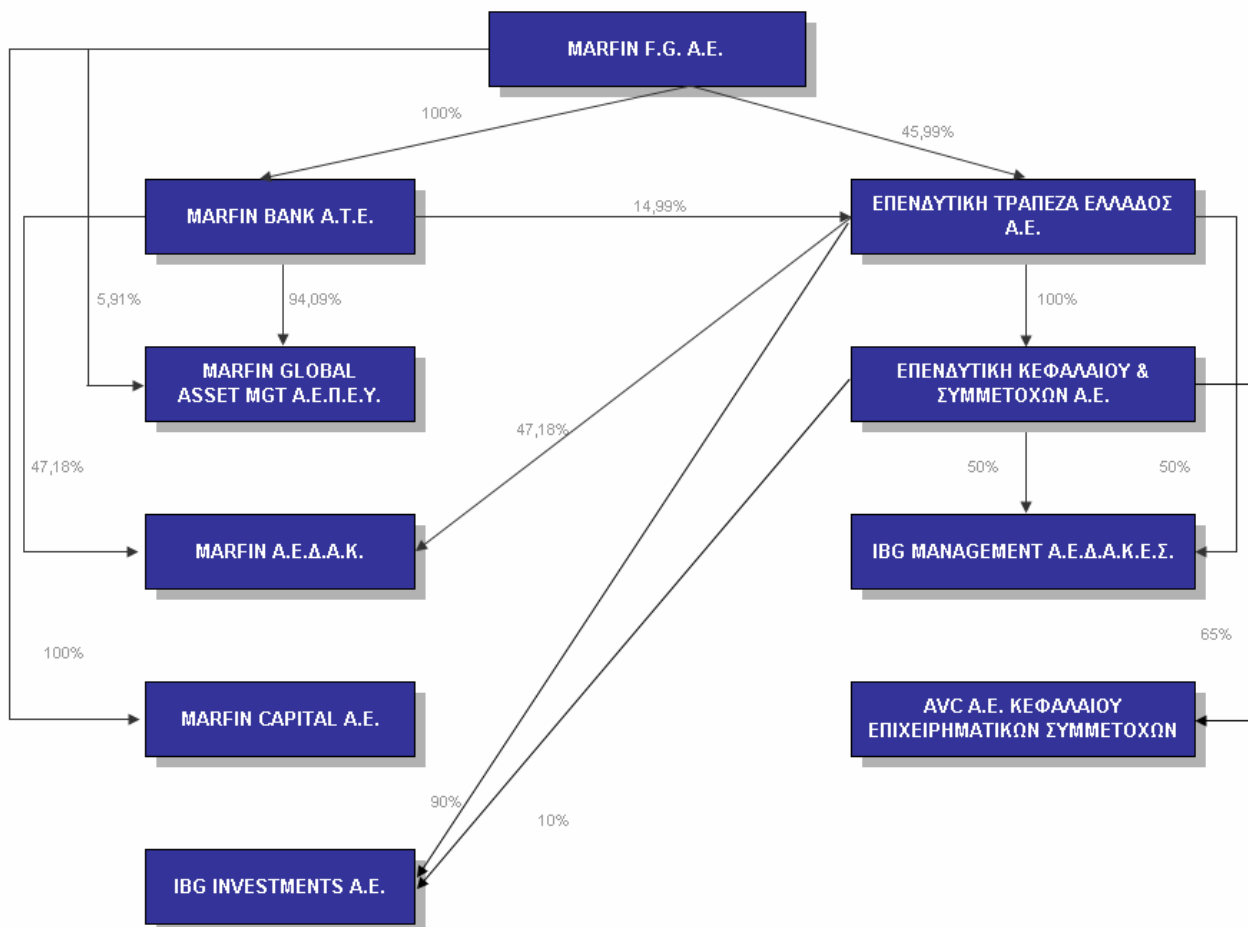 MARFIN F.G. A.E.
100%
45,99%
MARFIN BANK A.T.E.
14,99%
ΕΠΕΝΔΥΤΙΚΗ ΤΡΑΠΕΖΑ ΕΛΛΑΔΟΣ
Α.Ε.
5,91%
94,09%
100%
MARFIN GLOBAL
ASSET MGT Α.Ε.Π.Ε.Υ.
ΕΠΕΝΔΥΤΙΚΗ ΚΕΦΑΛΑΙΟΥ &
ΣΥΜΜΕΤΟΧΩΝ Α.Ε.
47,18%
47,18%
50%
50%
MARFIN Α.Ε.Δ.Α.Κ.
IBG MANAGEMENT Α.Ε.Δ.Α.Κ.Ε.Σ.
100%
65%
MARFIN CAPITAL A.E.
AVC Α.Ε. ΚΕΦΑΛΑΙΟΥ
ΕΠΙΧΕΙΡΗΜΑΤΙΚΩΝ ΣΥΜΜΕΤΟΧΩΝ
90%
10%
IBG INVESTMENTS A.E.